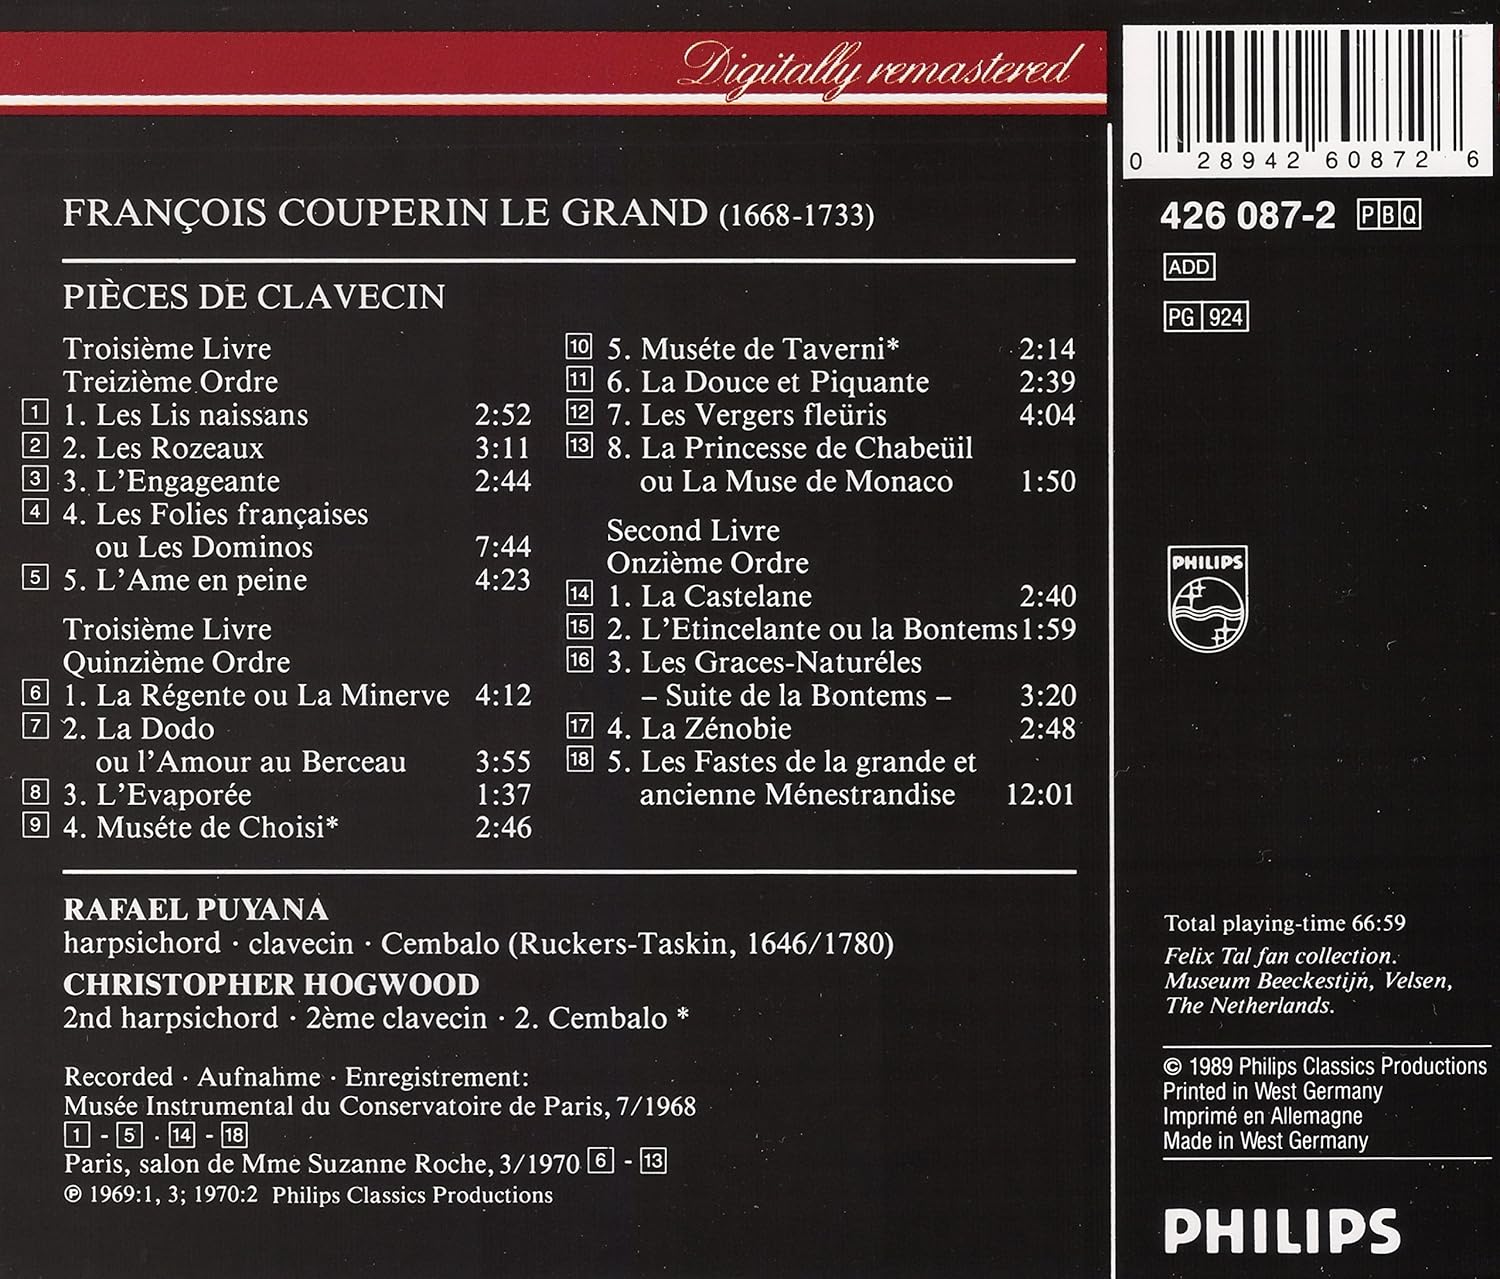 Digitally remastered
0 28942 60872 6
FRANÇOIS COUPERIN LE GRAND (1668-1733)
426 087-2 PBQ
ADD
PG 924
PIÈCES DE CLAVECIN
Troisième Livre
Treizième Ordre
1 1. Les Lis naissans 2:52
2 2. Les Rozeaux 3:11
3 3. L'Engageante 2:44
4 4. Les Folies françaises
ou Les Dominos 7:44
5 5. L'Ame en peine 4:23
Troisième Livre
Quinzième Ordre
6 1. La Régente ou La Minerve 4:12
7 2. La Dodo
ou l'Amour au Berceau 3:55
8 3. L'Evaporée 1:37
9 4. Muséte de Choisi* 2:46
10 5. Muséte de Taverni* 2:14
11 6. La Douce et Piquante 2:39
12 7. Les Vergers fleüris 4:04
13 8. La Princesse de Chabeüil
ou La Muse de Monaco 1:50
Second Livre
Onzième Ordre
14 1. La Castelane 2:40
15 2. L'Etincelante ou la Bontems 1:59
16 3. Les Graces-Naturéles
– Suite de la Bontems – 3:20
17 4. La Zénobie 2:48
18 5. Les Fastes de la grande et
ancienne Ménestrandise 12:01
RAFAEL PUYANA
harpsichord · clavecin · Cembalo (Ruckers-Taskin, 1646/1780)
CHRISTOPHER HOGWOOD
2nd harpsichord · 2ème clavecin · 2. Cembalo *
Recorded · Aufnahme · Enregistrement:
Musée Instrumental du Conservatoire de Paris, 7/1968
1 - 5 · 14 - 18
Paris, salon de Mme Suzanne Roche, 3/1970 6 - 13
℗ 1969:1, 3; 1970:2 Philips Classics Productions
PHILIPS
Total playing-time 66:59
Felix Tal fan collection.
Museum Beeckestijn, Velsen,
The Netherlands.
© 1989 Philips Classics Productions
Printed in West Germany
Imprimé en Allemagne
Made in West Germany
PHILIPS